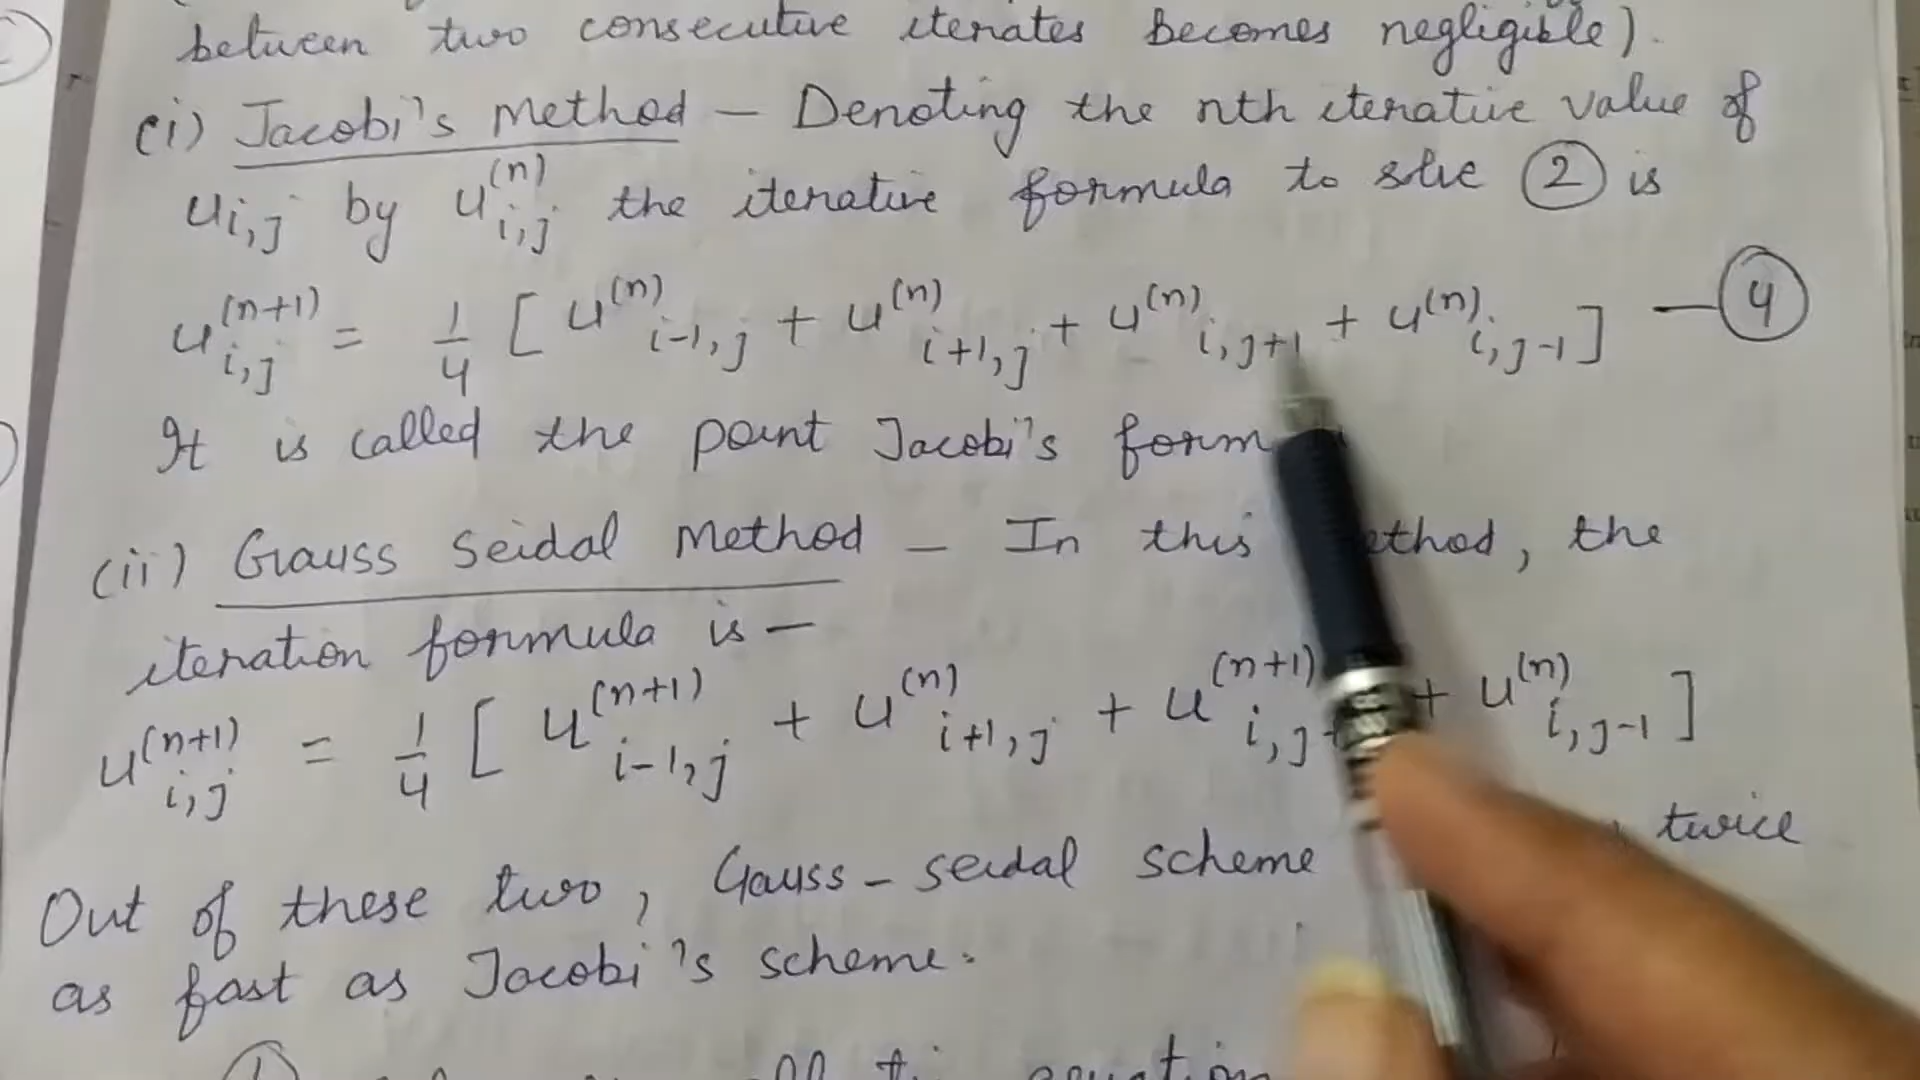 between two consecutive iterates becomes negligible).
(i) Jacobi's Method – Denoting the nth iterative value of
u_{i,j} by u^{(n)}_{i,j} the iterative formula to slve ② is
u^{(n+1)}_{i,j} = 1/4 [ u^{(n)}_{i-1,j} + u^{(n)}_{i+1,j} + u^{(n)}_{i,j+1} + u^{(n)}_{i,j-1} ] — ④
It is called the point Jacobi's form
(ii) Gauss Seidal Method – In this ethod, the
iteration formula is –
u^{(n+1)}_{i,j} = 1/4 [ u^{(n+1)}_{i-1,j} + u^{(n)}_{i+1,j} + u^{(n+1)}_{i,j} + u^{(n)}_{i,j-1} ]
Out of these two, Gauss - seidal scheme twice
as fast as Jacobi's scheme.